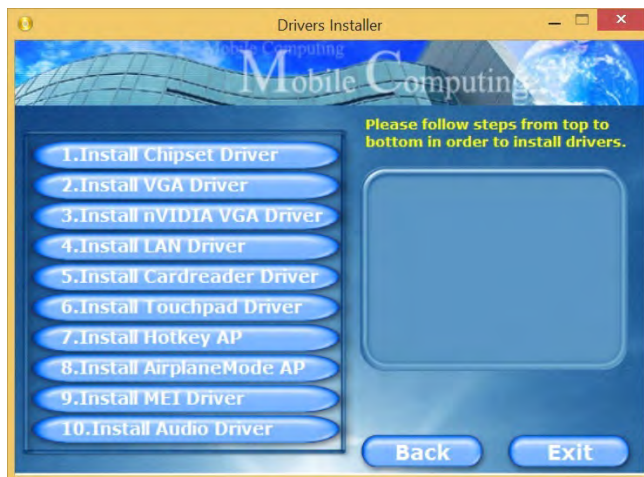 Drivers Installer
Mobile Computing
Mobile Computing
Please follow steps from top to
bottom in order to install drivers.
1.Install Chipset Driver
2.Install VGA Driver
3.Install nVIDIA VGA Driver
4.Install LAN Driver
5.Install Cardreader Driver
6.Install Touchpad Driver
7.Install Hotkey AP
8.Install AirplaneMode AP
9.Install MEI Driver
10.Install Audio Driver
Back
Exit